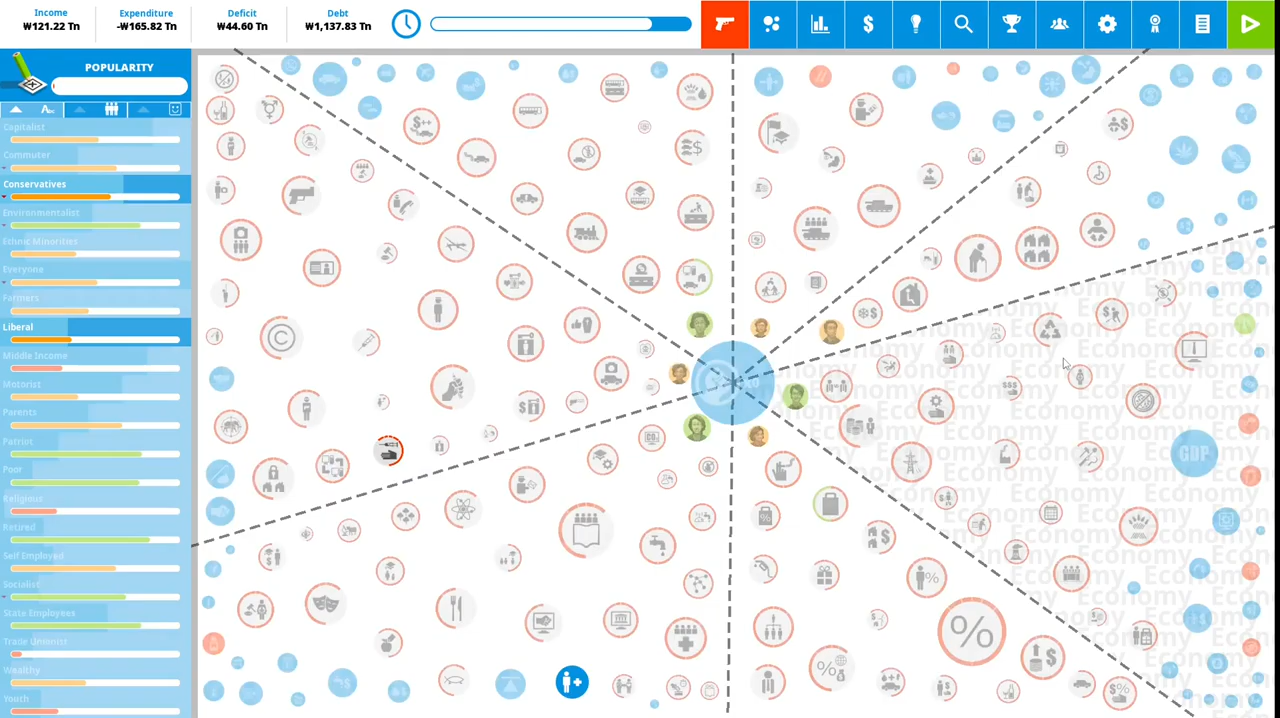 Income
₩121.22 Tn
Expenditure
-₩165.82 Tn
Deficit
₩44.60 Tn
Debt
₩1,137.83 Tn
POPULARITY
Capitalist
Commuter
Conservatives
Environmentalist
Ethnic Minorities
Everyone
Farmers
Liberal
Middle Income
Motorist
Parents
Patriot
Poor
Religious
Retired
Self Employed
Socialist
State Employees
Trade Unionist
Wealthy
Youth
GDP
Economy